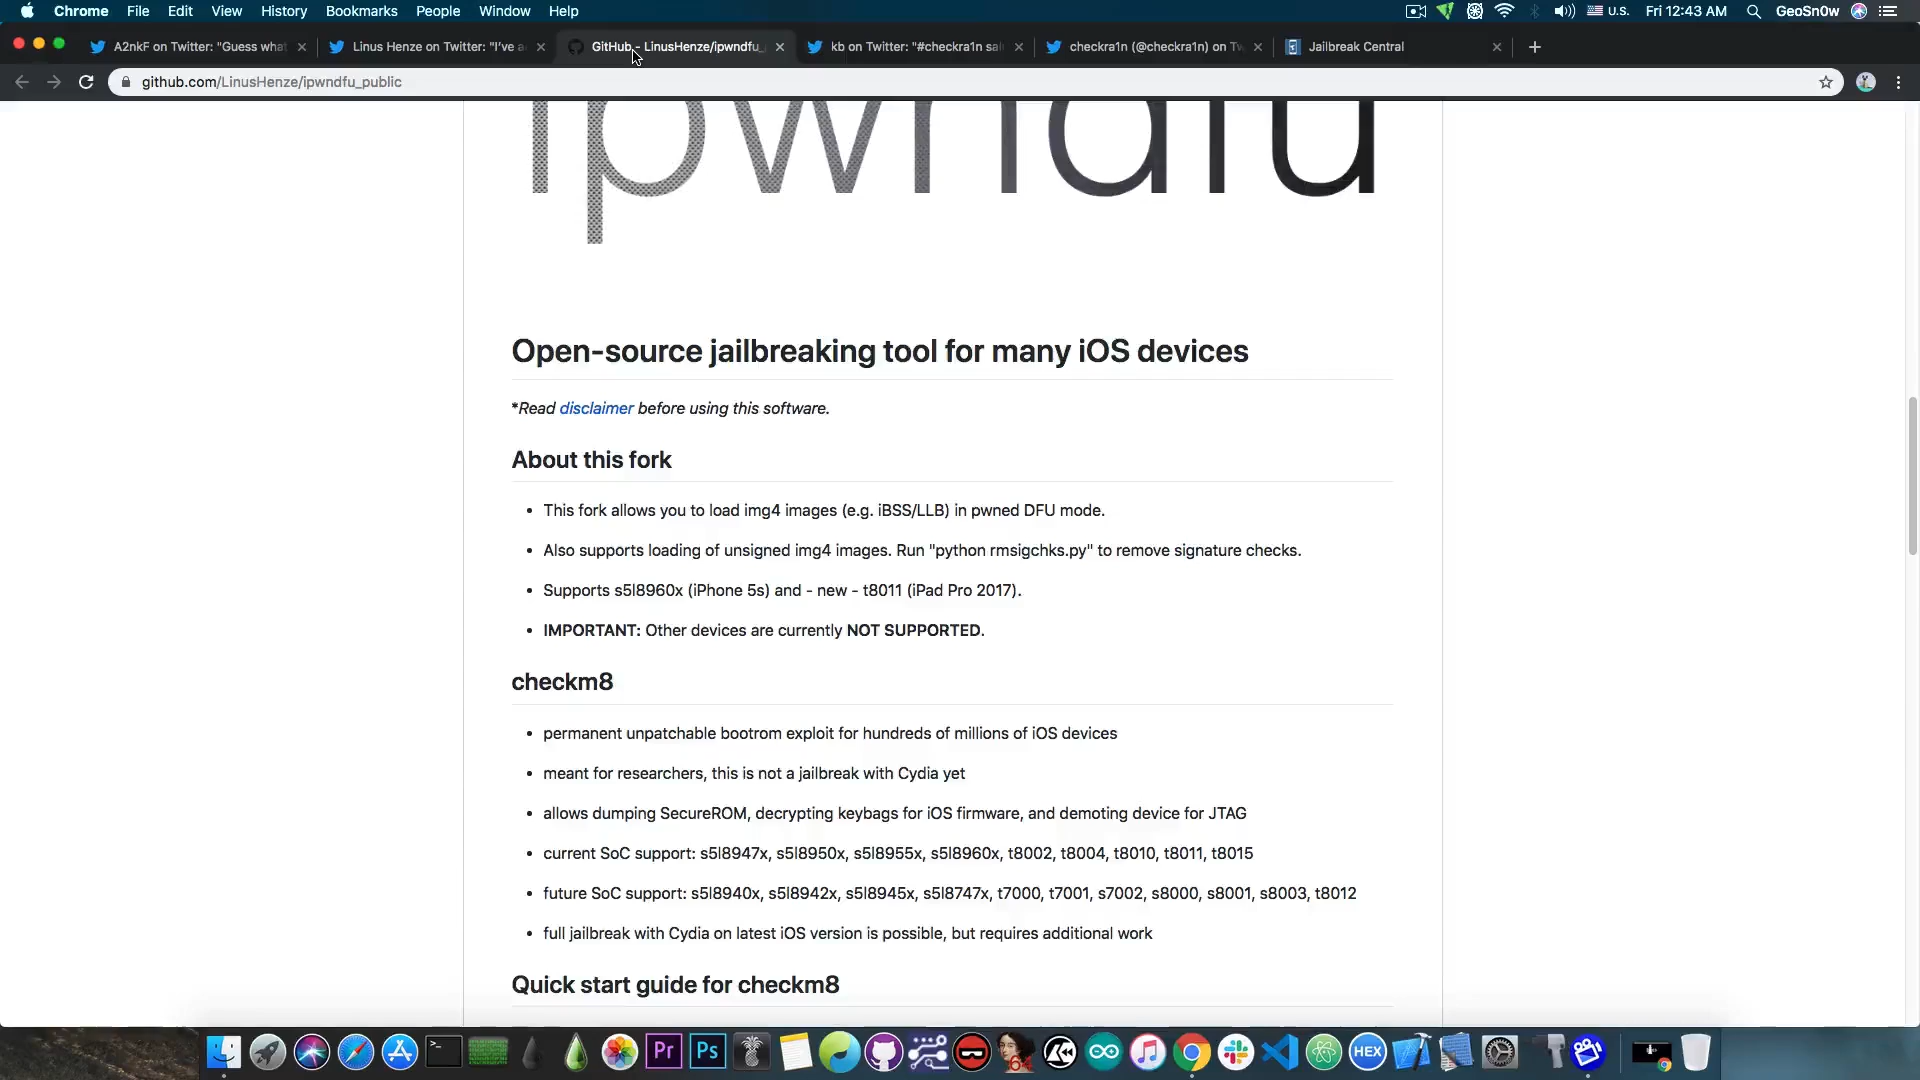 Chrome File Edit View History Bookmarks People Window Help U.S. Fri 12:43 AM GeoSn0w
A2nkF on Twitter: "Guess what
Linus Henze on Twitter: "I've a
GitHub - LinusHenze/ipwndfu_
kb on Twitter: "#checkra1n sal
checkra1n (@checkra1n) on Tw
Jailbreak Central
github.com/LinusHenze/ipwndfu_public
ipwndfu
Open-source jailbreaking tool for many iOS devices
*Read disclaimer before using this software.
About this fork
• This fork allows you to load img4 images (e.g. iBSS/LLB) in pwned DFU mode.
• Also supports loading of unsigned img4 images. Run "python rmsigchks.py" to remove signature checks.
• Supports s5l8960x (iPhone 5s) and - new - t8011 (iPad Pro 2017).
• IMPORTANT: Other devices are currently NOT SUPPORTED.
checkm8
• permanent unpatchable bootrom exploit for hundreds of millions of iOS devices
• meant for researchers, this is not a jailbreak with Cydia yet
• allows dumping SecureROM, decrypting keybags for iOS firmware, and demoting device for JTAG
• current SoC support: s5l8947x, s5l8950x, s5l8955x, s5l8960x, t8002, t8004, t8010, t8011, t8015
• future SoC support: s5l8940x, s5l8942x, s5l8945x, s5l8747x, t7000, t7001, s7002, s8000, s8001, s8003, t8012
• full jailbreak with Cydia on latest iOS version is possible, but requires additional work
Quick start guide for checkm8
Pr Ps 64 HEX